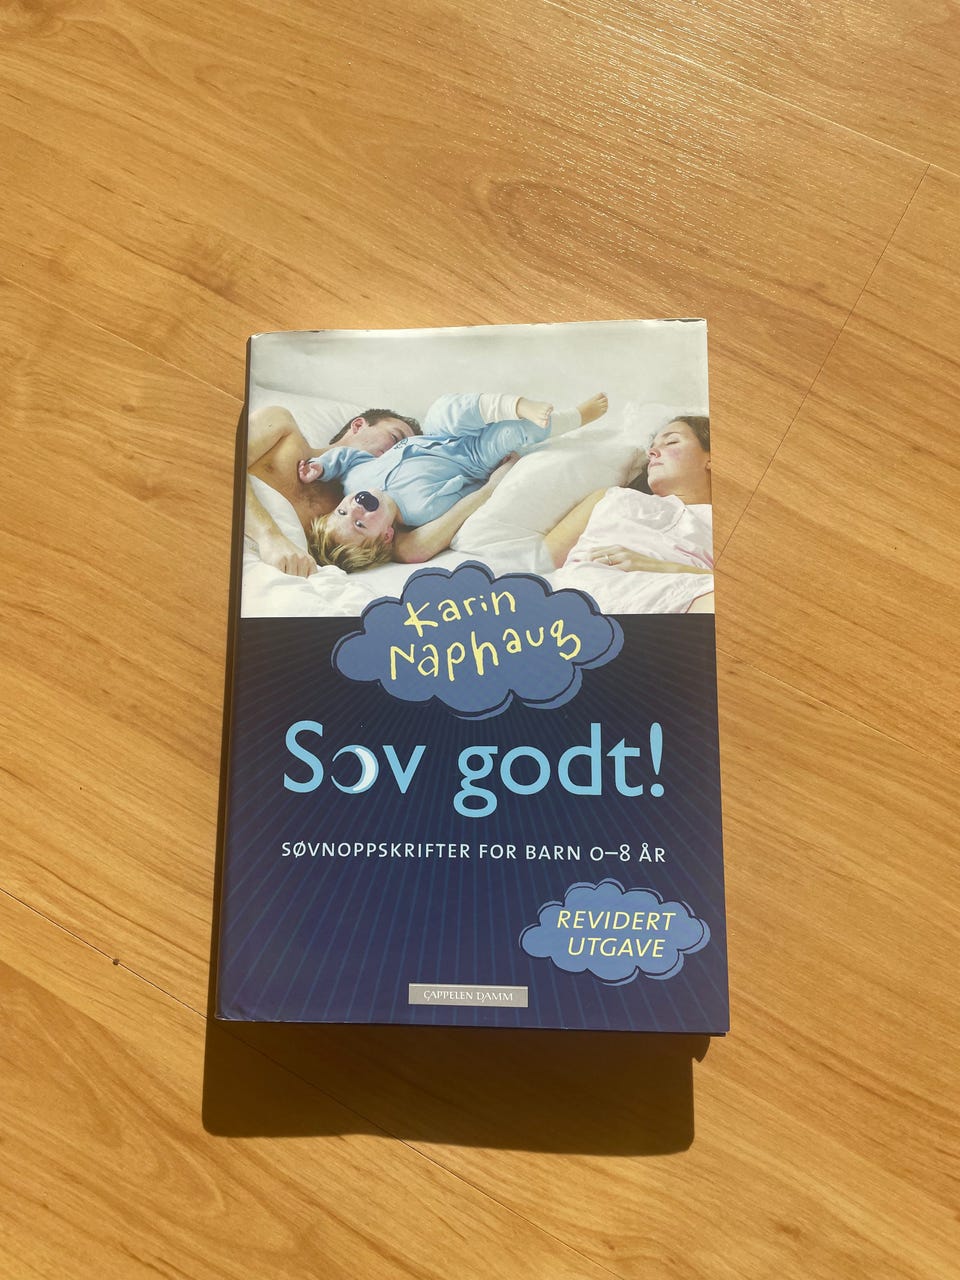 Karin
Naphaug
Sov godt!
SØVNOPPSKRIFTER FOR BARN 0–8 ÅR
REVIDERT
UTGAVE
CAPPELEN DAMM